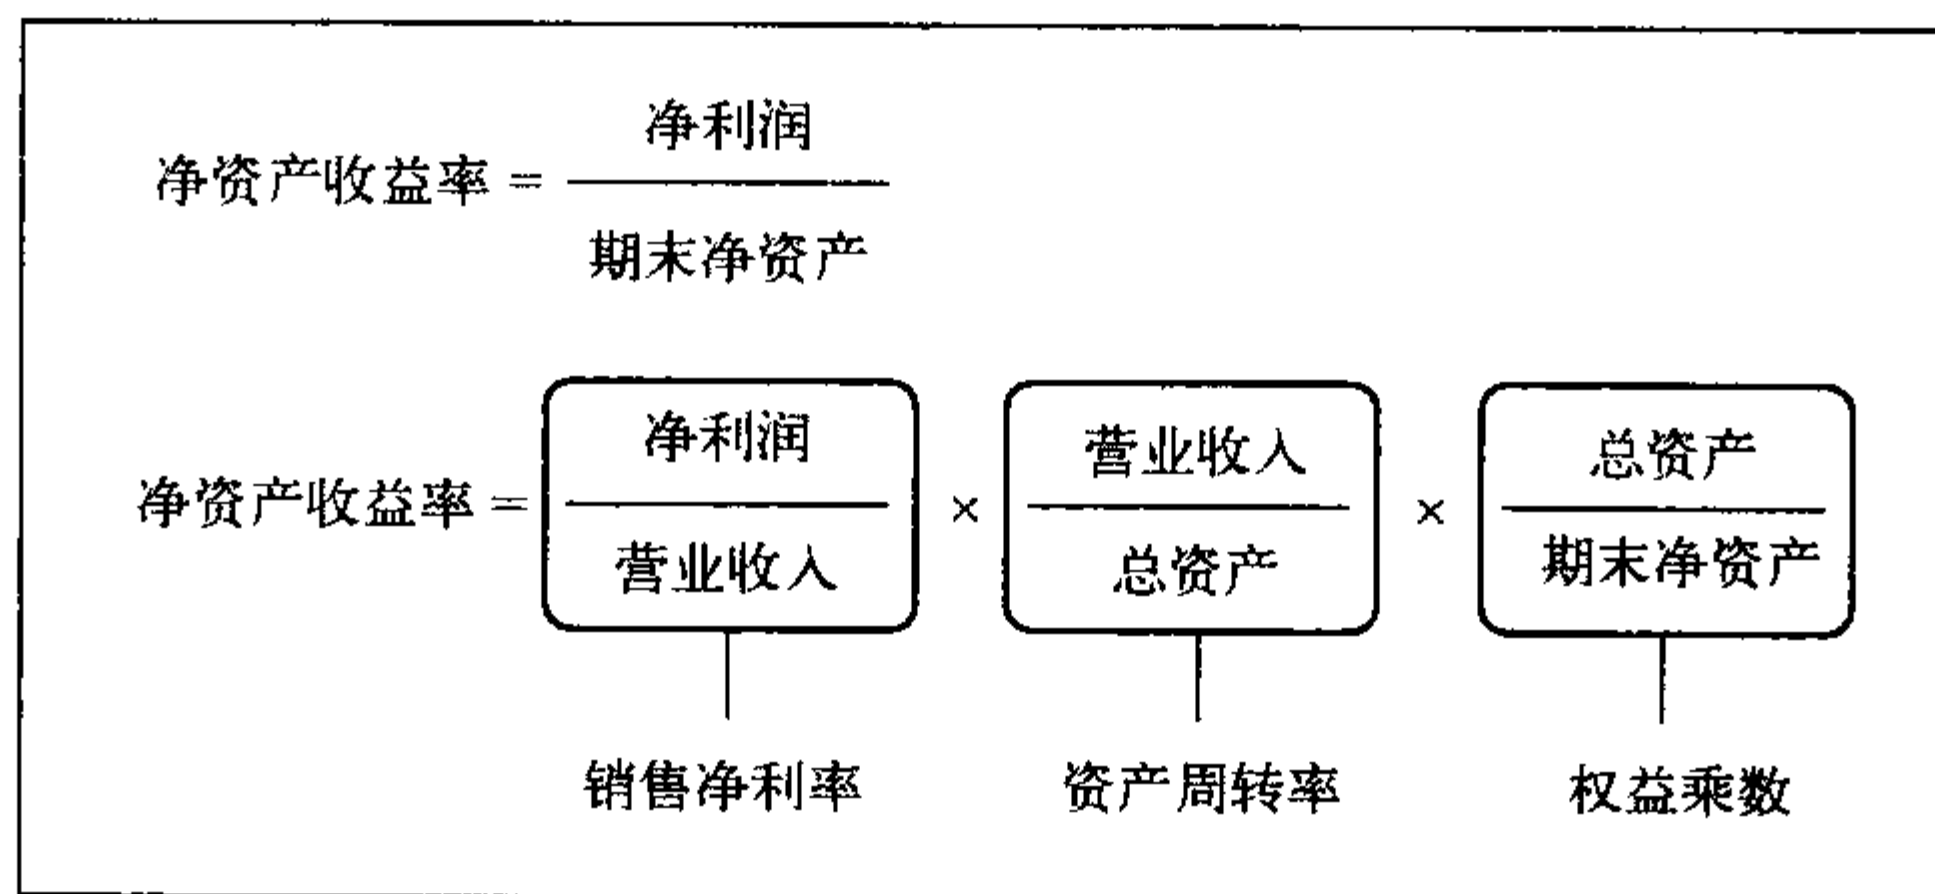 净利润
净资产收益率 =
期末净资产
净利润 营业收入 总资产
净资产收益率 = × ×
营业收入 总资产 期末净资产
销售净利率 资产周转率 权益乘数